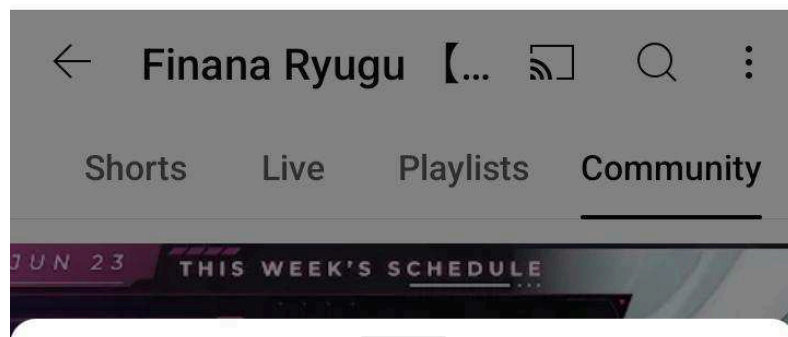 Finana Ryugu 【...
Shorts Live Playlists Community
JUN 23 THIS WEEK'S SCHEDULE